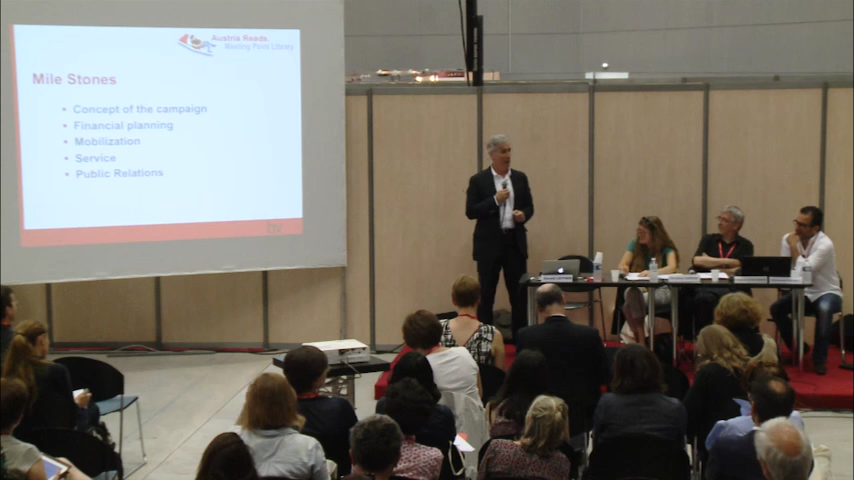 Austria Reads.
Meeting Point Library
Mile Stones
• Concept of the campaign
• Financial planning
• Mobilization
• Service
• Public Relations